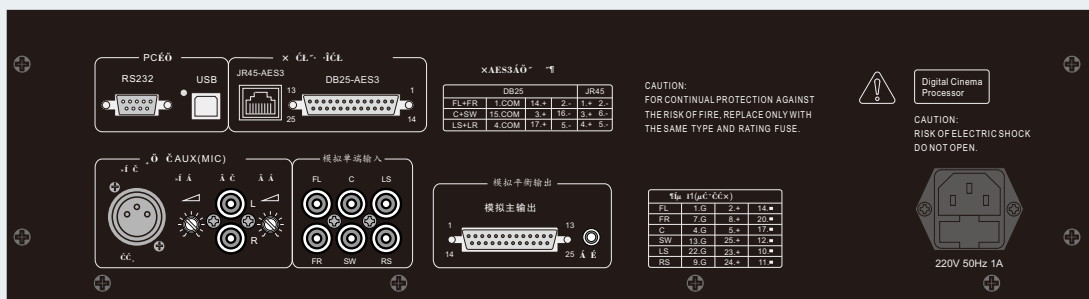 PCÉÖ
RS232
USB
JR45-AES3
DB25-AES3
13
1
25
14
×AES3ÁÖ
DB25 JR45
FL+FR 1.COM 14.+ 2.- 1.+ 2.-
C+SW 15.COM 3.+ 16.- 3.+ 6.-
LS+LR 4.COM 17.+ 5.- 4.+ 5.-
CAUTION:
FOR CONTINUAL PROTECTION AGAINST
THE RISK OF FIRE, REPLACE ONLY WITH
THE SAME TYPE AND RATING FUSE.
Digital Cinema
Processor
CAUTION:
RISK OF ELECTRIC SHOCK
DO NOT OPEN.
AUX(MIC)
L
R
模拟单端输入
FL C LS
FR SW RS
模拟平衡输出
模拟主输出
1
13
14
25
FL 1.G 2.+ 14.
FR 7.G 8.+ 20.
C 4.G 5.+ 17.
SW 13.G 25.+ 12.
LS 22.G 23.+ 10.
RS 9.G 24.+ 11.
220V 50Hz 1A